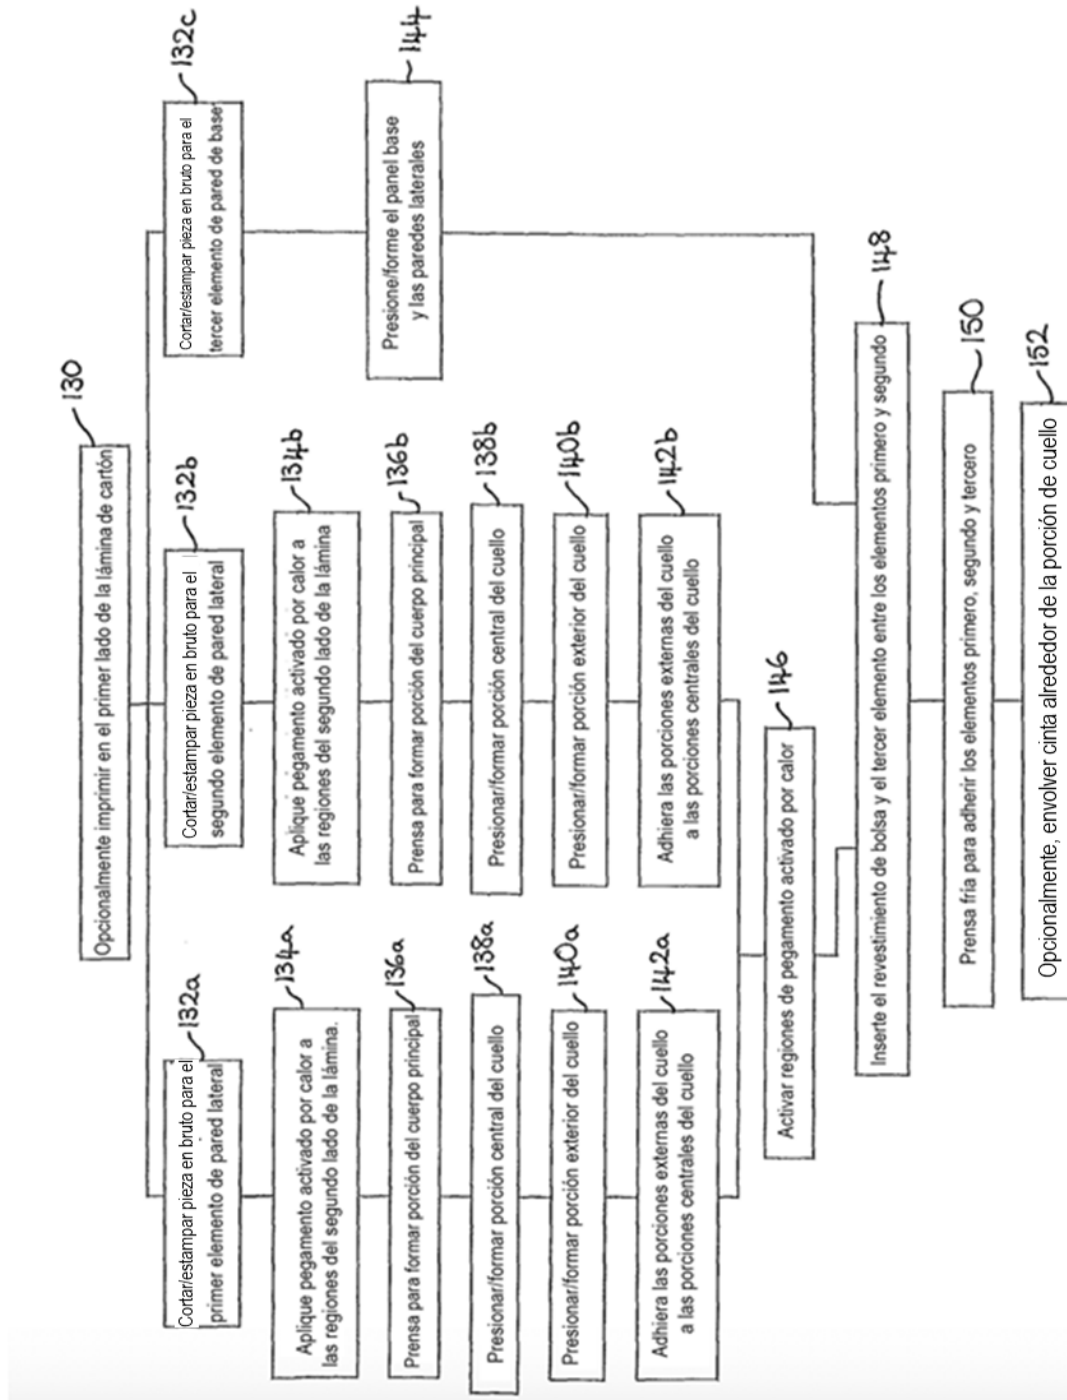 130
Opcionalmente imprimir en el primer lado de la lámina de cartón
132a
Cortar/estampar pieza en bruto para el
primer elemento de pared lateral
132b
Cortar/estampar pieza en bruto para el
segundo elemento de pared lateral
132c
Cortar/estampar pieza en bruto para el
tercer elemento de pared de base
134a
Aplique pegamento activado por calor a
las regiones del segundo lado de la lámina.
134b
Aplique pegamento activado por calor a
las regiones del segundo lado de la lámina
136a
Prensa para formar porción del cuerpo principal
136b
Prensa para formar porción del cuerpo principal
144
Presione/forme el panel base
y las paredes laterales
138a
Presionar/formar porción central del cuello
138b
Presionar/formar porción central del cuello
140a
Presionar/formar porción exterior del cuello
140b
Presionar/formar porción exterior del cuello
142a
Adhiera las porciones externas del cuello
a las porciones centrales del cuello
142b
Adhiera las porciones externas del cuello
a las porciones centrales del cuello
146
Activar regiones de pegamento activado por calor
148
Inserte el revestimiento de bolsa y el tercer elemento entre los elementos primero y segundo
150
Prensa fría para adherir los elementos primero, segundo y tercero
152
Opcionalmente, envolver cinta alrededor de la porción de cuello